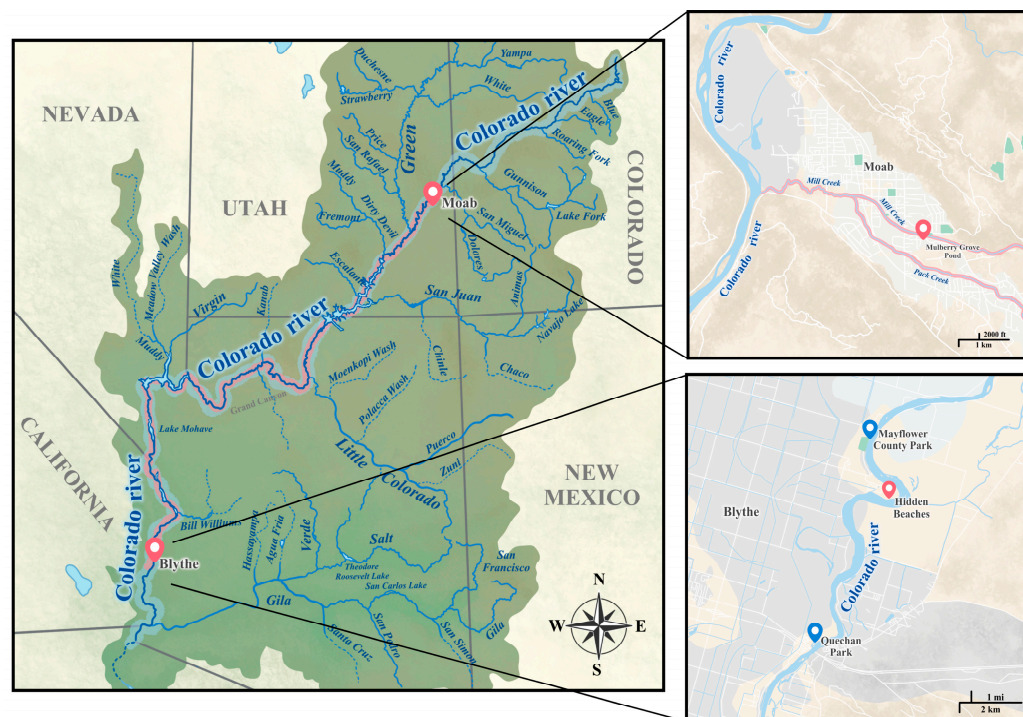 NEVADA
UTAH
COLORADO
CALIFORNIA
NEW
MEXICO
Duchesne
Strawberry
Yampa
White
Green
Price
San Rafael
Muddy
Fremont
Dirty Devil
Escalante
Colorado river
Blue
Eagle
Roaring Fork
Gunnison
Lake Fork
San Miguel
Dolores
Moab
San Juan
Animas
Navajo Lake
White
Meadow Valley Wash
Virgin
Kanab
Muddy
Colorado river
Grand Canyon
Moenkopi Wash
Polacca Wash
Chinle
Chaco
Lake Mohave
Little
Colorado
Puerco
Zuni
Colorado river
Bill Williams
Blythe
Hassayampa
Agua Fria
Verde
Salt
Theodore
Roosevelt Lake
San Carlos Lake
San
Francisco
Gila
Gila
Santa Cruz
San Pedro
San Simon
N
W
E
S
Colorado river
Moab
Mill Creek
Mill Creek
Mulberry Grove
Pond
Park Creek
Colorado river
2000 ft
1 km
Mayflower
County Park
Hidden
Beaches
Blythe
Colorado river
Quechan
Park
1 mi
2 km